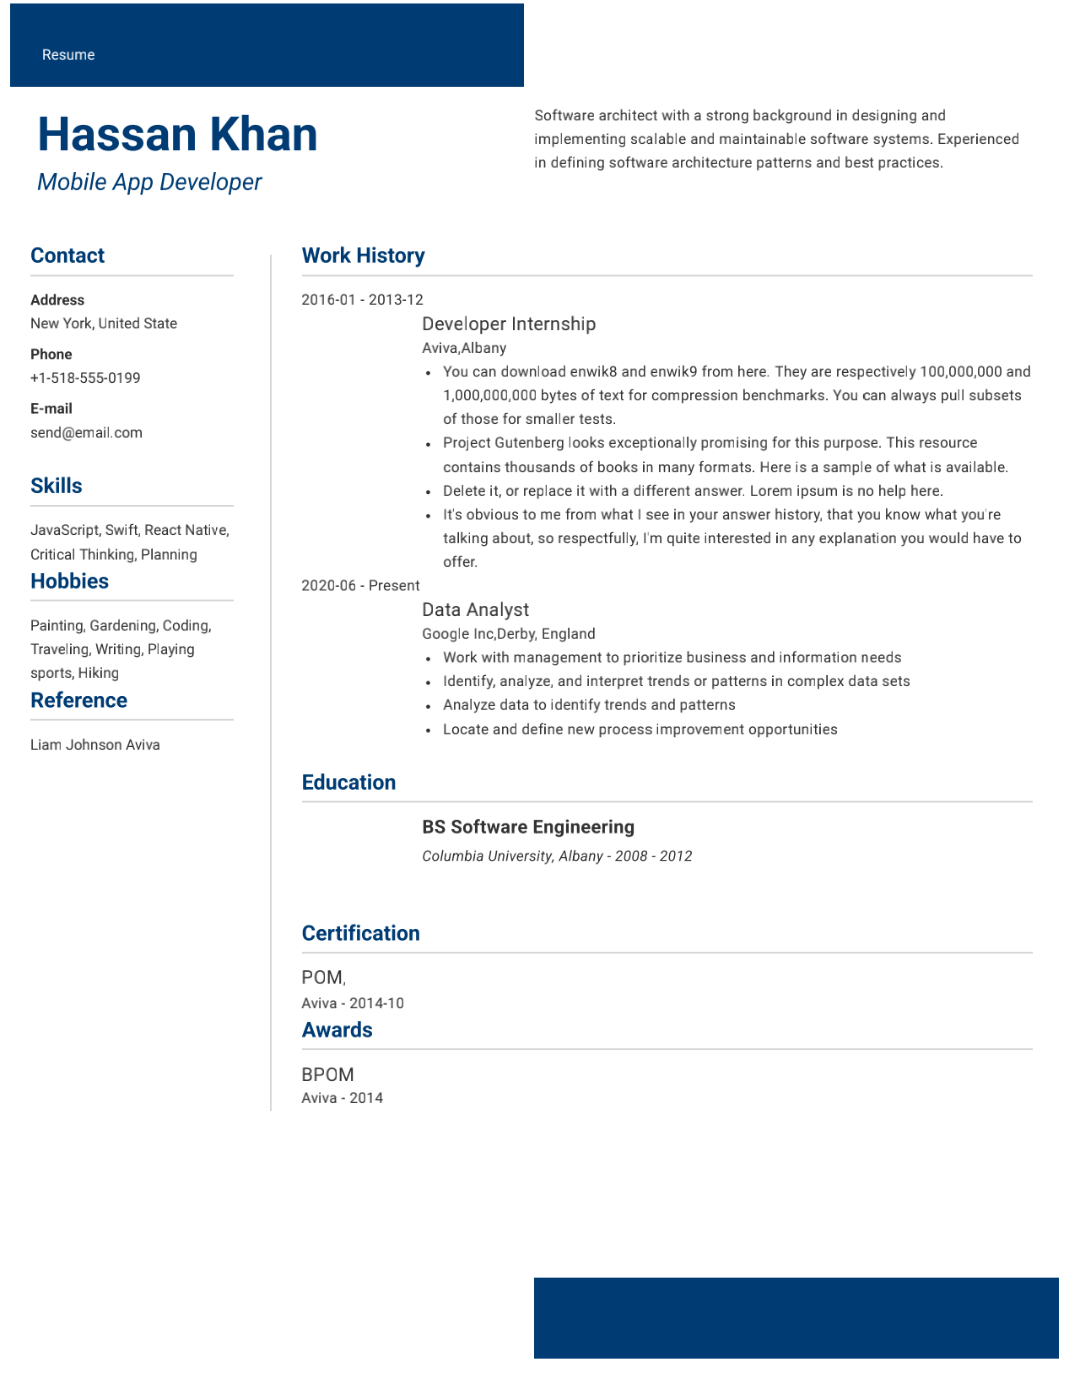 Resume
Hassan Khan
Mobile App Developer
Software architect with a strong background in designing and
implementing scalable and maintainable software systems. Experienced
in defining software architecture patterns and best practices.
Contact
Address
New York, United State
Phone
+1-518-555-0199
E-mail
send@email.com
Skills
JavaScript, Swift, React Native,
Critical Thinking, Planning
Hobbies
Painting, Gardening, Coding,
Traveling, Writing, Playing
sports, Hiking
Reference
Liam Johnson Aviva
Work History
2016-01 - 2013-12
Developer Internship
Aviva,Albany
• You can download enwik8 and enwik9 from here. They are respectively 100,000,000 and
1,000,000,000 bytes of text for compression benchmarks. You can always pull subsets
of those for smaller tests.
• Project Gutenberg looks exceptionally promising for this purpose. This resource
contains thousands of books in many formats. Here is a sample of what is available.
• Delete it, or replace it with a different answer. Lorem ipsum is no help here.
• It's obvious to me from what I see in your answer history, that you know what you're
talking about, so respectfully, I'm quite interested in any explanation you would have to
offer.
2020-06 - Present
Data Analyst
Google Inc,Derby, England
• Work with management to prioritize business and information needs
• Identify, analyze, and interpret trends or patterns in complex data sets
• Analyze data to identify trends and patterns
• Locate and define new process improvement opportunities
Education
BS Software Engineering
Columbia University, Albany - 2008 - 2012
Certification
POM,
Aviva - 2014-10
Awards
BPOM
Aviva - 2014